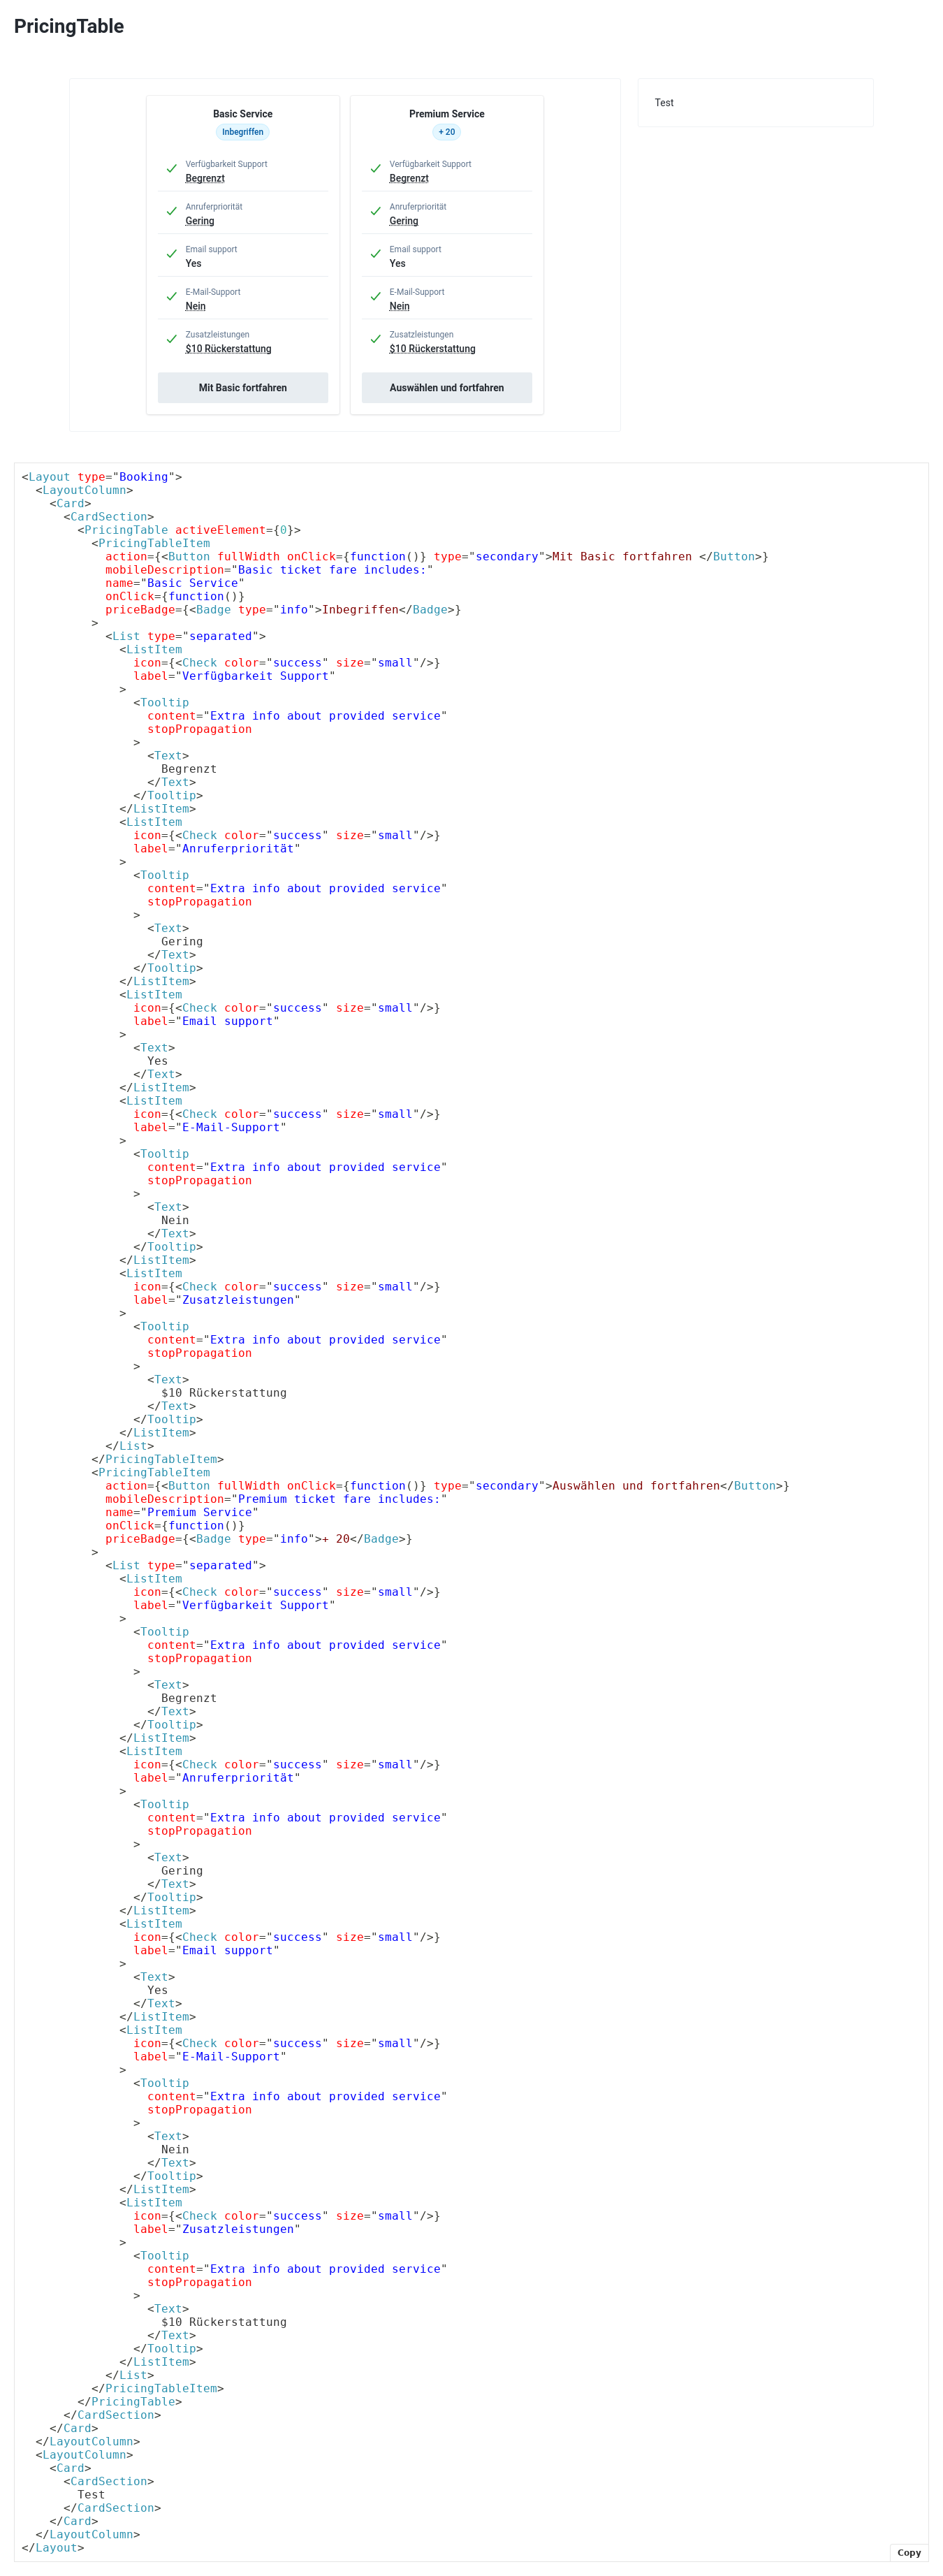 PricingTable
Basic Service
Inbegriffen
Verfügbarkeit Support
Begrenzt
Anruferpriorität
Gering
Email support
Yes
E-Mail-Support
Nein
Zusatzleistungen
$10 Rückerstattung
Mit Basic fortfahren
Premium Service
+ 20
Verfügbarkeit Support
Begrenzt
Anruferpriorität
Gering
Email support
Yes
E-Mail-Support
Nein
Zusatzleistungen
$10 Rückerstattung
Auswählen und fortfahren
Test
<Layout type="Booking">
  <LayoutColumn>
    <Card>
      <CardSection>
        <PricingTable activeElement={0}>
          <PricingTableItem
            action={<Button fullWidth onClick={function()} type="secondary">Mit Basic fortfahren </Button>}
            mobileDescription="Basic ticket fare includes:"
            name="Basic Service"
            onClick={function()}
            priceBadge={<Badge type="info">Inbegriffen</Badge>}
          >
            <List type="separated">
              <ListItem
                icon={<Check color="success" size="small"/>}
                label="Verfügbarkeit Support"
              >
                <Tooltip
                  content="Extra info about provided service"
                  stopPropagation
                >
                  <Text>
                    Begrenzt
                  </Text>
                </Tooltip>
              </ListItem>
              <ListItem
                icon={<Check color="success" size="small"/>}
                label="Anruferpriorität"
              >
                <Tooltip
                  content="Extra info about provided service"
                  stopPropagation
                >
                  <Text>
                    Gering
                  </Text>
                </Tooltip>
              </ListItem>
              <ListItem
                icon={<Check color="success" size="small"/>}
                label="Email support"
              >
                <Text>
                  Yes
                </Text>
              </ListItem>
              <ListItem
                icon={<Check color="success" size="small"/>}
                label="E-Mail-Support"
              >
                <Tooltip
                  content="Extra info about provided service"
                  stopPropagation
                >
                  <Text>
                    Nein
                  </Text>
                </Tooltip>
              </ListItem>
              <ListItem
                icon={<Check color="success" size="small"/>}
                label="Zusatzleistungen"
              >
                <Tooltip
                  content="Extra info about provided service"
                  stopPropagation
                >
                  <Text>
                    $10 Rückerstattung
                  </Text>
                </Tooltip>
              </ListItem>
            </List>
          </PricingTableItem>
          <PricingTableItem
            action={<Button fullWidth onClick={function()} type="secondary">Auswählen und fortfahren</Button>}
            mobileDescription="Premium ticket fare includes:"
            name="Premium Service"
            onClick={function()}
            priceBadge={<Badge type="info">+ 20</Badge>}
          >
            <List type="separated">
              <ListItem
                icon={<Check color="success" size="small"/>}
                label="Verfügbarkeit Support"
              >
                <Tooltip
                  content="Extra info about provided service"
                  stopPropagation
                >
                  <Text>
                    Begrenzt
                  </Text>
                </Tooltip>
              </ListItem>
              <ListItem
                icon={<Check color="success" size="small"/>}
                label="Anruferpriorität"
              >
                <Tooltip
                  content="Extra info about provided service"
                  stopPropagation
                >
                  <Text>
                    Gering
                  </Text>
                </Tooltip>
              </ListItem>
              <ListItem
                icon={<Check color="success" size="small"/>}
                label="Email support"
              >
                <Text>
                  Yes
                </Text>
              </ListItem>
              <ListItem
                icon={<Check color="success" size="small"/>}
                label="E-Mail-Support"
              >
                <Tooltip
                  content="Extra info about provided service"
                  stopPropagation
                >
                  <Text>
                    Nein
                  </Text>
                </Tooltip>
              </ListItem>
              <ListItem
                icon={<Check color="success" size="small"/>}
                label="Zusatzleistungen"
              >
                <Tooltip
                  content="Extra info about provided service"
                  stopPropagation
                >
                  <Text>
                    $10 Rückerstattung
                  </Text>
                </Tooltip>
              </ListItem>
            </List>
          </PricingTableItem>
        </PricingTable>
      </CardSection>
    </Card>
  </LayoutColumn>
  <LayoutColumn>
    <Card>
      <CardSection>
        Test
      </CardSection>
    </Card>
  </LayoutColumn>
</Layout>
Copy